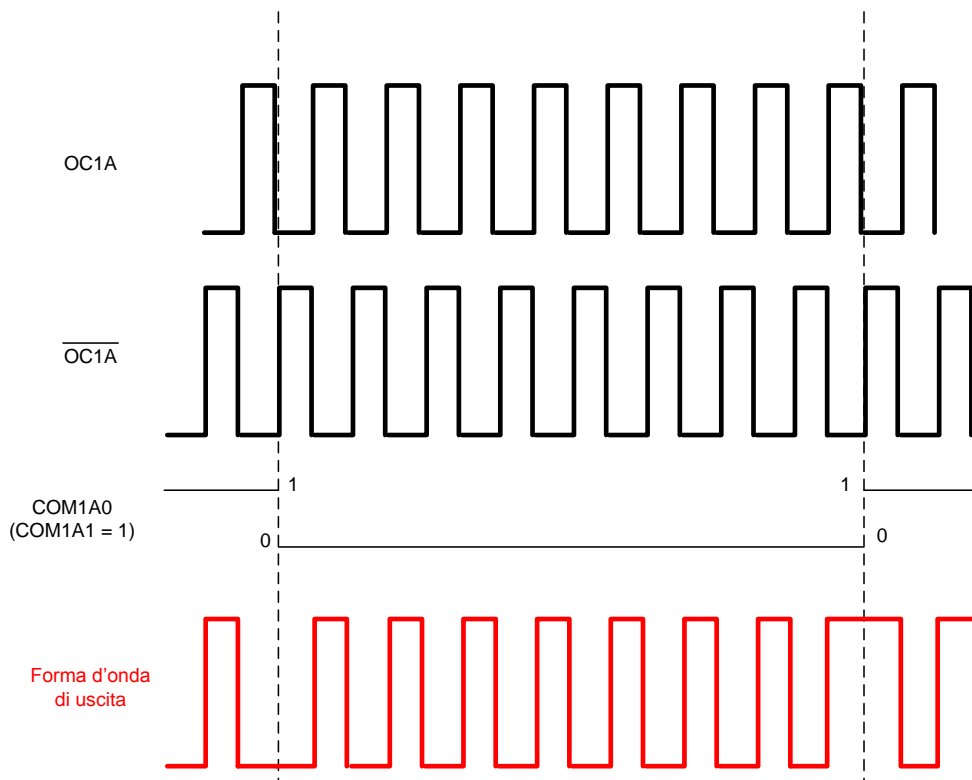 OC1A
OC1A
1
1
COM1A0
(COM1A1 = 1)
0
0
Forma d'onda
di uscita